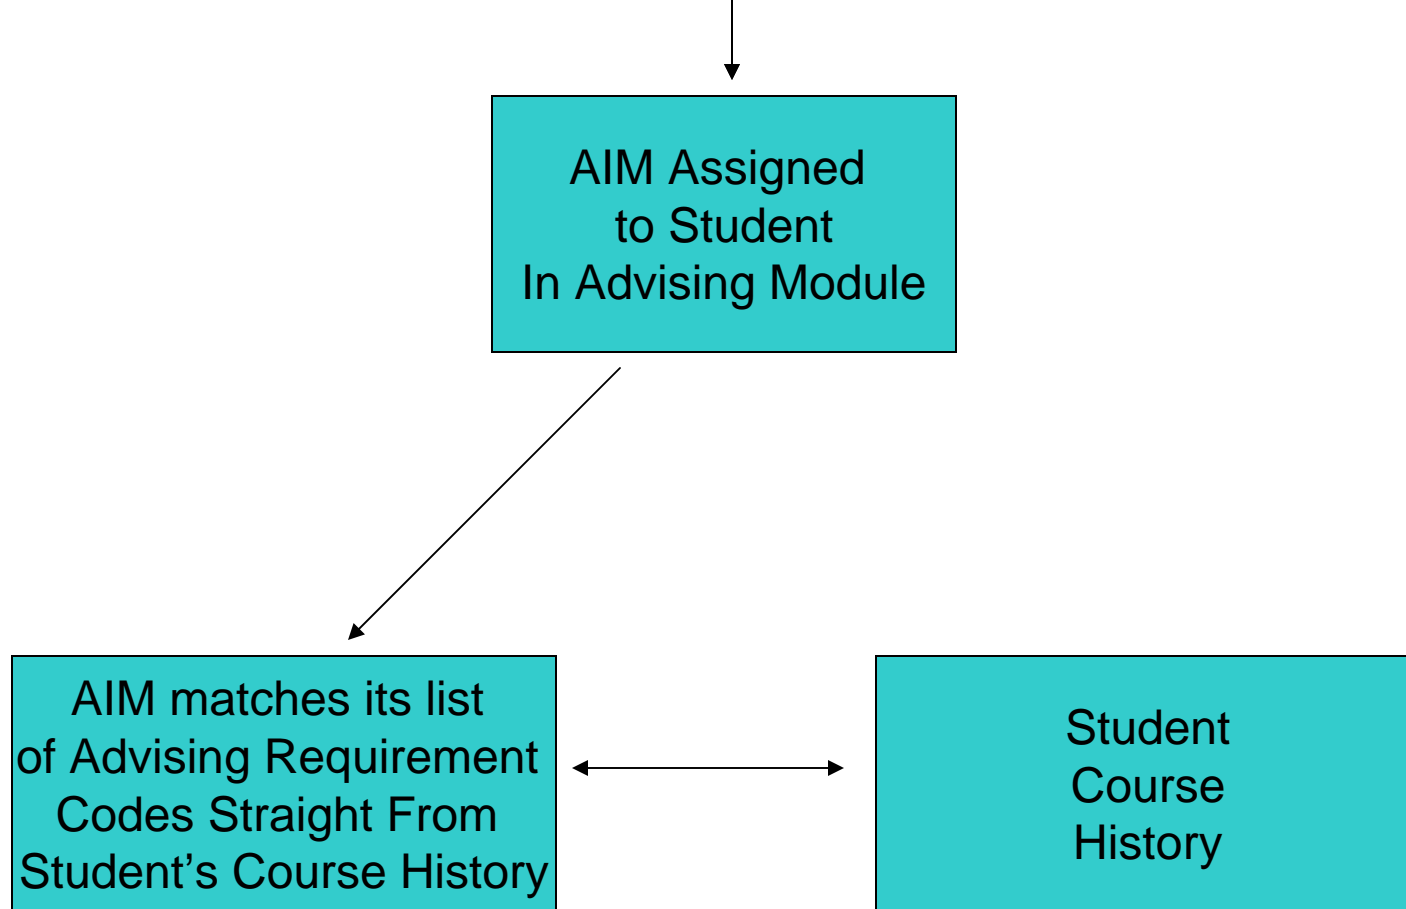 AIM Assigned
to Student
In Advising Module
AIM matches its list
of Advising Requirement
Codes Straight From
Student’s Course History
Student
Course
History